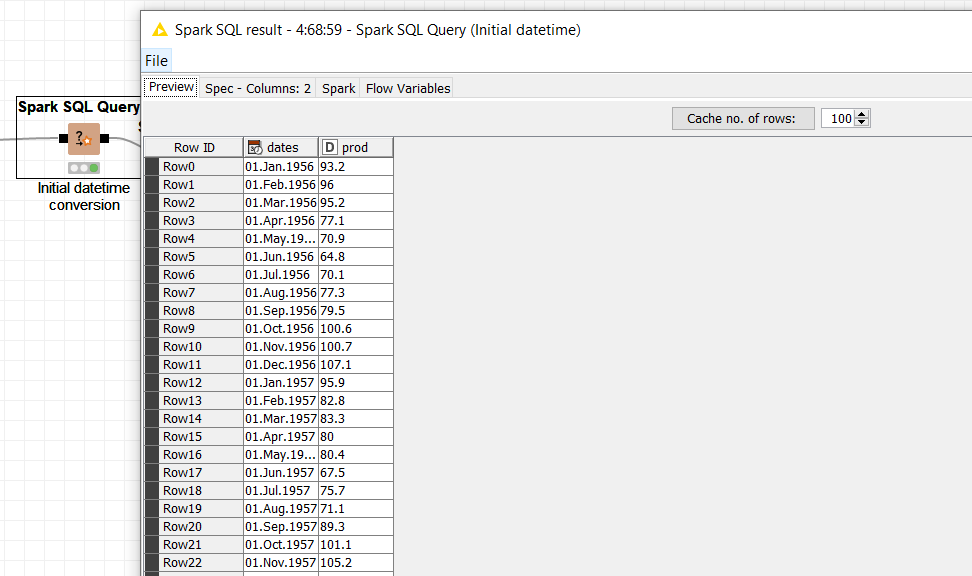 Spark SQL result - 4:68:59 - Spark SQL Query (Initial datetime)
File
Preview Spec - Columns: 2 Spark Flow Variables
Cache no. of rows: 100
Spark SQL Query
?
Initial datetime
conversion
Row ID dates D prod
Row0 01.Jan.1956 93.2
Row1 01.Feb.1956 96
Row2 01.Mar.1956 95.2
Row3 01.Apr.1956 77.1
Row4 01.May.19... 70.9
Row5 01.Jun.1956 64.8
Row6 01.Jul.1956 70.1
Row7 01.Aug.1956 77.3
Row8 01.Sep.1956 79.5
Row9 01.Oct.1956 100.6
Row10 01.Nov.1956 100.7
Row11 01.Dec.1956 107.1
Row12 01.Jan.1957 95.9
Row13 01.Feb.1957 82.8
Row14 01.Mar.1957 83.3
Row15 01.Apr.1957 80
Row16 01.May.19... 80.4
Row17 01.Jun.1957 67.5
Row18 01.Jul.1957 75.7
Row19 01.Aug.1957 71.1
Row20 01.Sep.1957 89.3
Row21 01.Oct.1957 101.1
Row22 01.Nov.1957 105.2